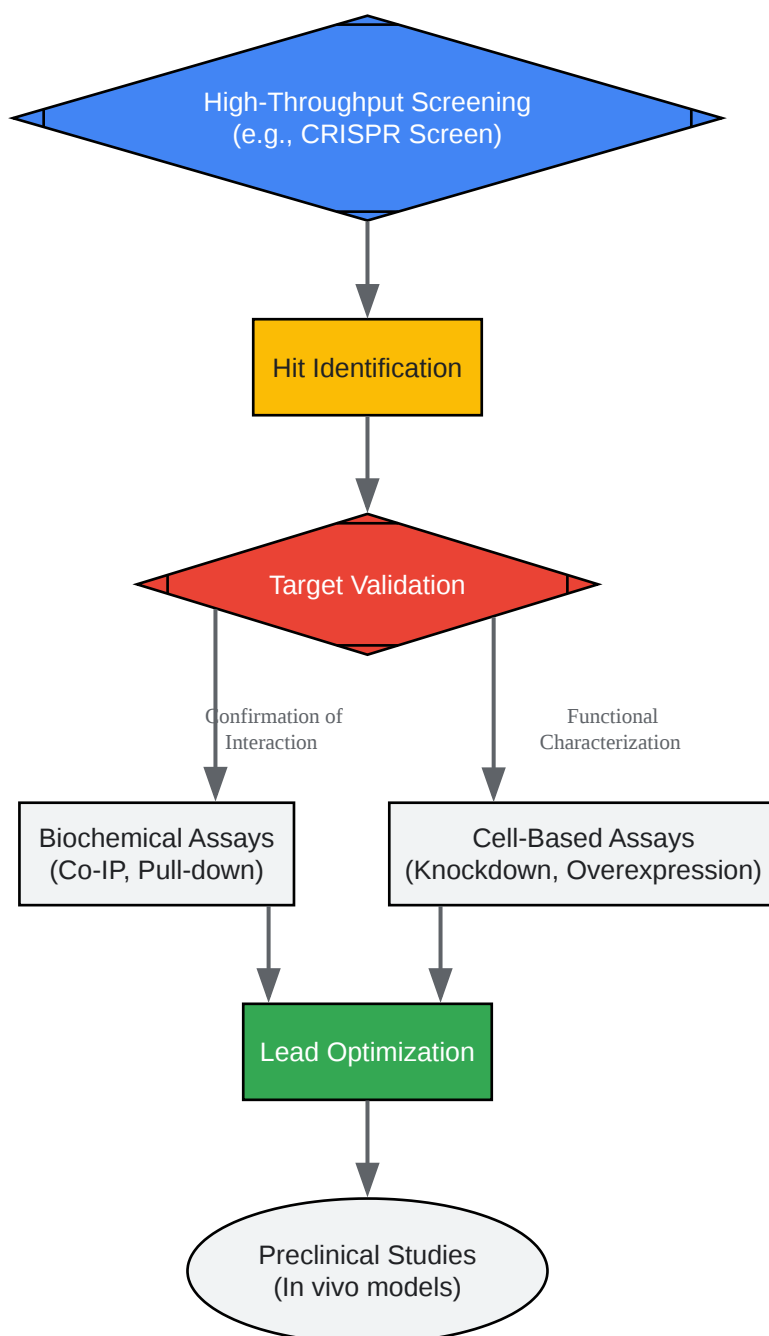 High-Throughput Screening
(e.g., CRISPR Screen)
Hit Identification
Target Validation
Confirmation of
Interaction
Functional
Characterization
Biochemical Assays
(Co-IP, Pull-down)
Cell-Based Assays
(Knockdown, Overexpression)
Lead Optimization
Preclinical Studies
(In vivo models)